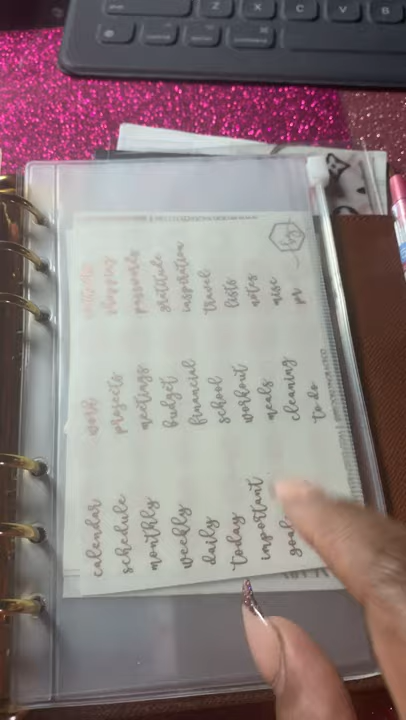 calendar
schedule
monthly
weekly
daily
today
important
goals
work
projects
meetings
budget
financial
school
workout
meals
cleaning
to do
shopping
passwords
gratitude
inspiration
travel
lists
notes
misc
Z
X
C
V
B